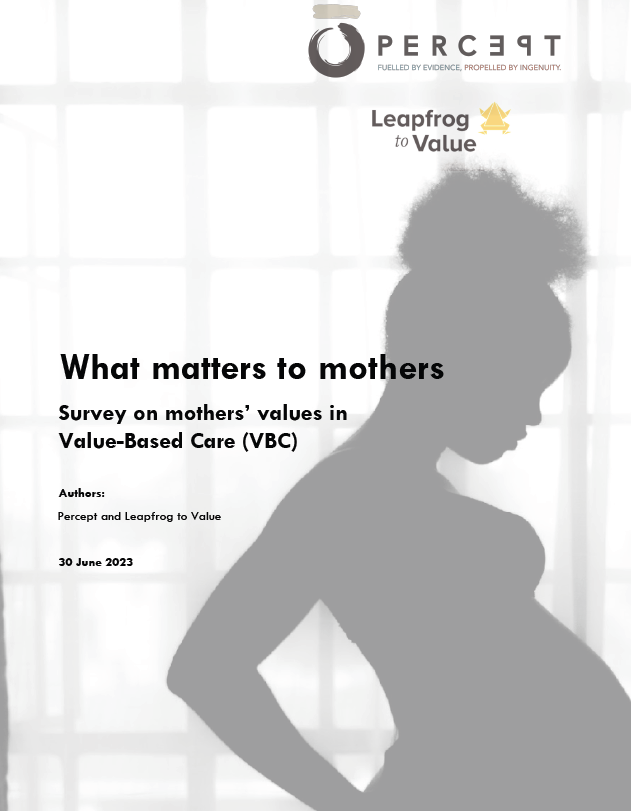 PERCEPT
FUELLED BY EVIDENCE, PROPELLED BY INGENUITY.
Leapfrog
to Value
What matters to mothers
Survey on mothers’ values in
Value-Based Care (VBC)
Authors:
Percept and Leapfrog to Value
30 June 2023